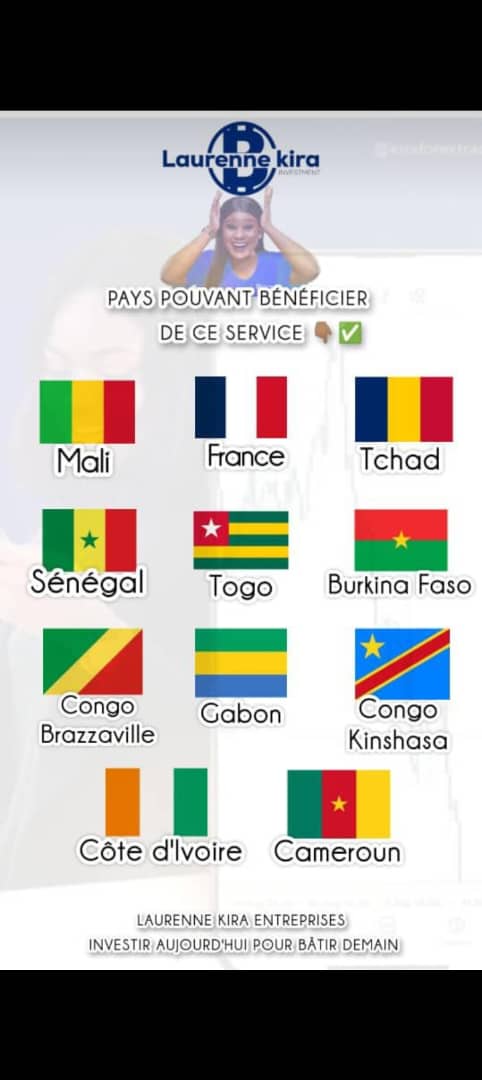 Laurenne kira
INVESTMENT
PAYS POUVANT BÉNÉFICIER
DE CE SERVICE 👇🏾 ✅
Mali
France
Tchad
Sénégal
Togo
Burkina Faso
Congo
Brazzaville
Gabon
Congo
Kinshasa
Côte d'Ivoire
Cameroun
LAURENNE KIRA ENTREPRISES
INVESTIR AUJOURD'HUI POUR BÂTIR DEMAIN